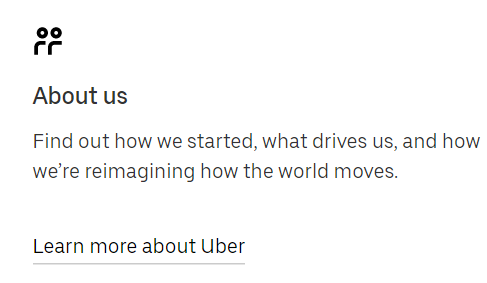 About us
Find out how we started, what drives us, and how
we’re reimagining how the world moves.
Learn more about Uber